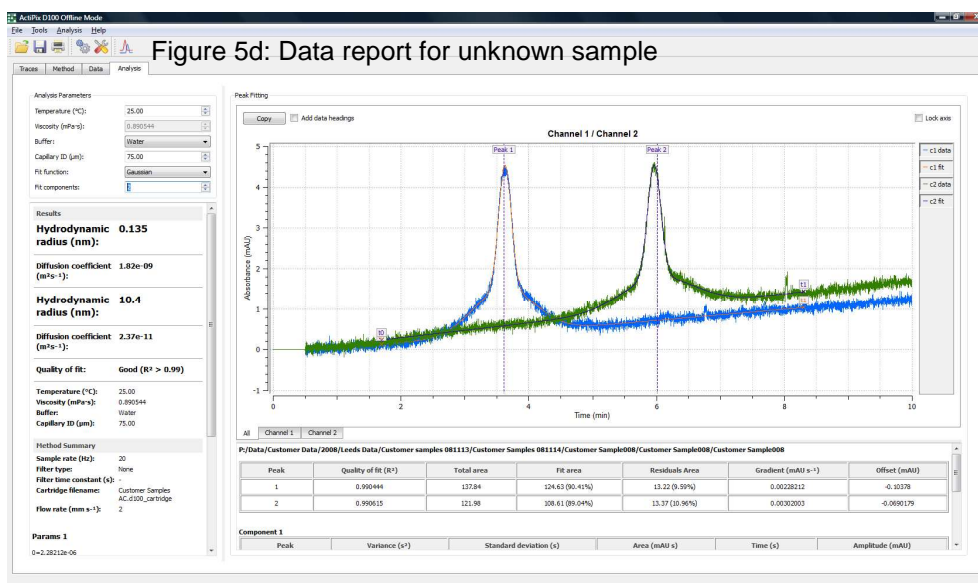 ActiPix D100 Offline Mode
File Tools Analysis Help
Figure 5d: Data report for unknown sample
Traces Method Data Analysis
Analysis Parameters
Temperature (°C): 25.00
Viscosity (mPa·s): 0.890544
Buffer: Water
Capillary ID (µm): 75.00
Fit function: Gaussian
Fit components:
Results
Hydrodynamic 0.135
radius (nm):
Diffusion coefficient 1.82e-09
(m²s⁻¹):
Hydrodynamic 10.4
radius (nm):
Diffusion coefficient 2.37e-11
(m²s⁻¹):
Quality of fit: Good (R² > 0.99)
Temperature (°C): 25.00
Viscosity (mPa·s): 0.890544
Buffer: Water
Capillary ID (µm): 75.00
Method Summary
Sample rate (Hz): 20
Filter type: None
Filter time constant (s): -
Cartridge filename: Customer Samples
AC.d100_cartridge
Flow rate (mm s⁻¹): 2
Params 1
0=2.28212e-06
Peak Fitting
Copy Add data headings Lock axis
Channel 1 / Channel 2
Peak 1 Peak 2
c1 data
c1 fit
c2 data
c2 fit
Absorbance (mAU)
5
4
3
2
1
0
-1
t0 t1
0 2 4 6 8 10
Time (min)
All Channel 1 Channel 2
P:/Data/Customer Data/2008/Leeds Data/Customer samples 081113/Customer Samples 081114/Customer Sample008/Customer Sample008/Customer Sample008
Peak Quality of fit (R²) Total area Fit area Residuals Area Gradient (mAU s⁻¹) Offset (mAU)
1 0.990444 137.84 124.63 (90.41%) 13.22 (9.59%) 0.00228212 -0.10378
2 0.990615 121.98 108.61 (89.04%) 13.37 (10.96%) 0.00302003 -0.0690179
Component 1
Peak Variance (s²) Standard deviation (s) Area (mAU s) Time (s) Amplitude (mAU)